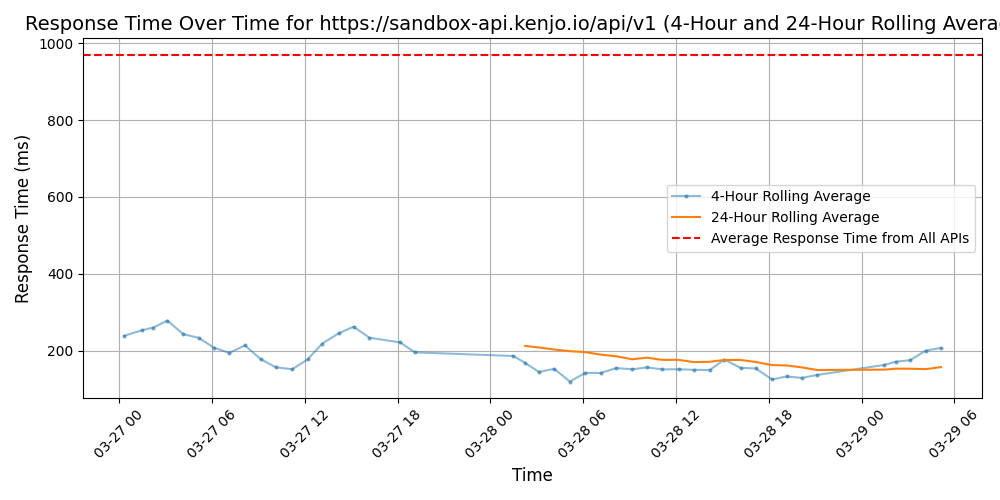 Response Time Over Time for https://sandbox-api.kenjo.io/api/v1 (4-Hour and 24-Hour Rolling Avera
Response Time (ms)
1000
800
600
400
200
4-Hour Rolling Average
24-Hour Rolling Average
Average Response Time from All APIs
03-27 00
03-27 06
03-27 12
03-27 18
03-28 00
03-28 06
03-28 12
03-28 18
03-29 00
03-29 06
Time